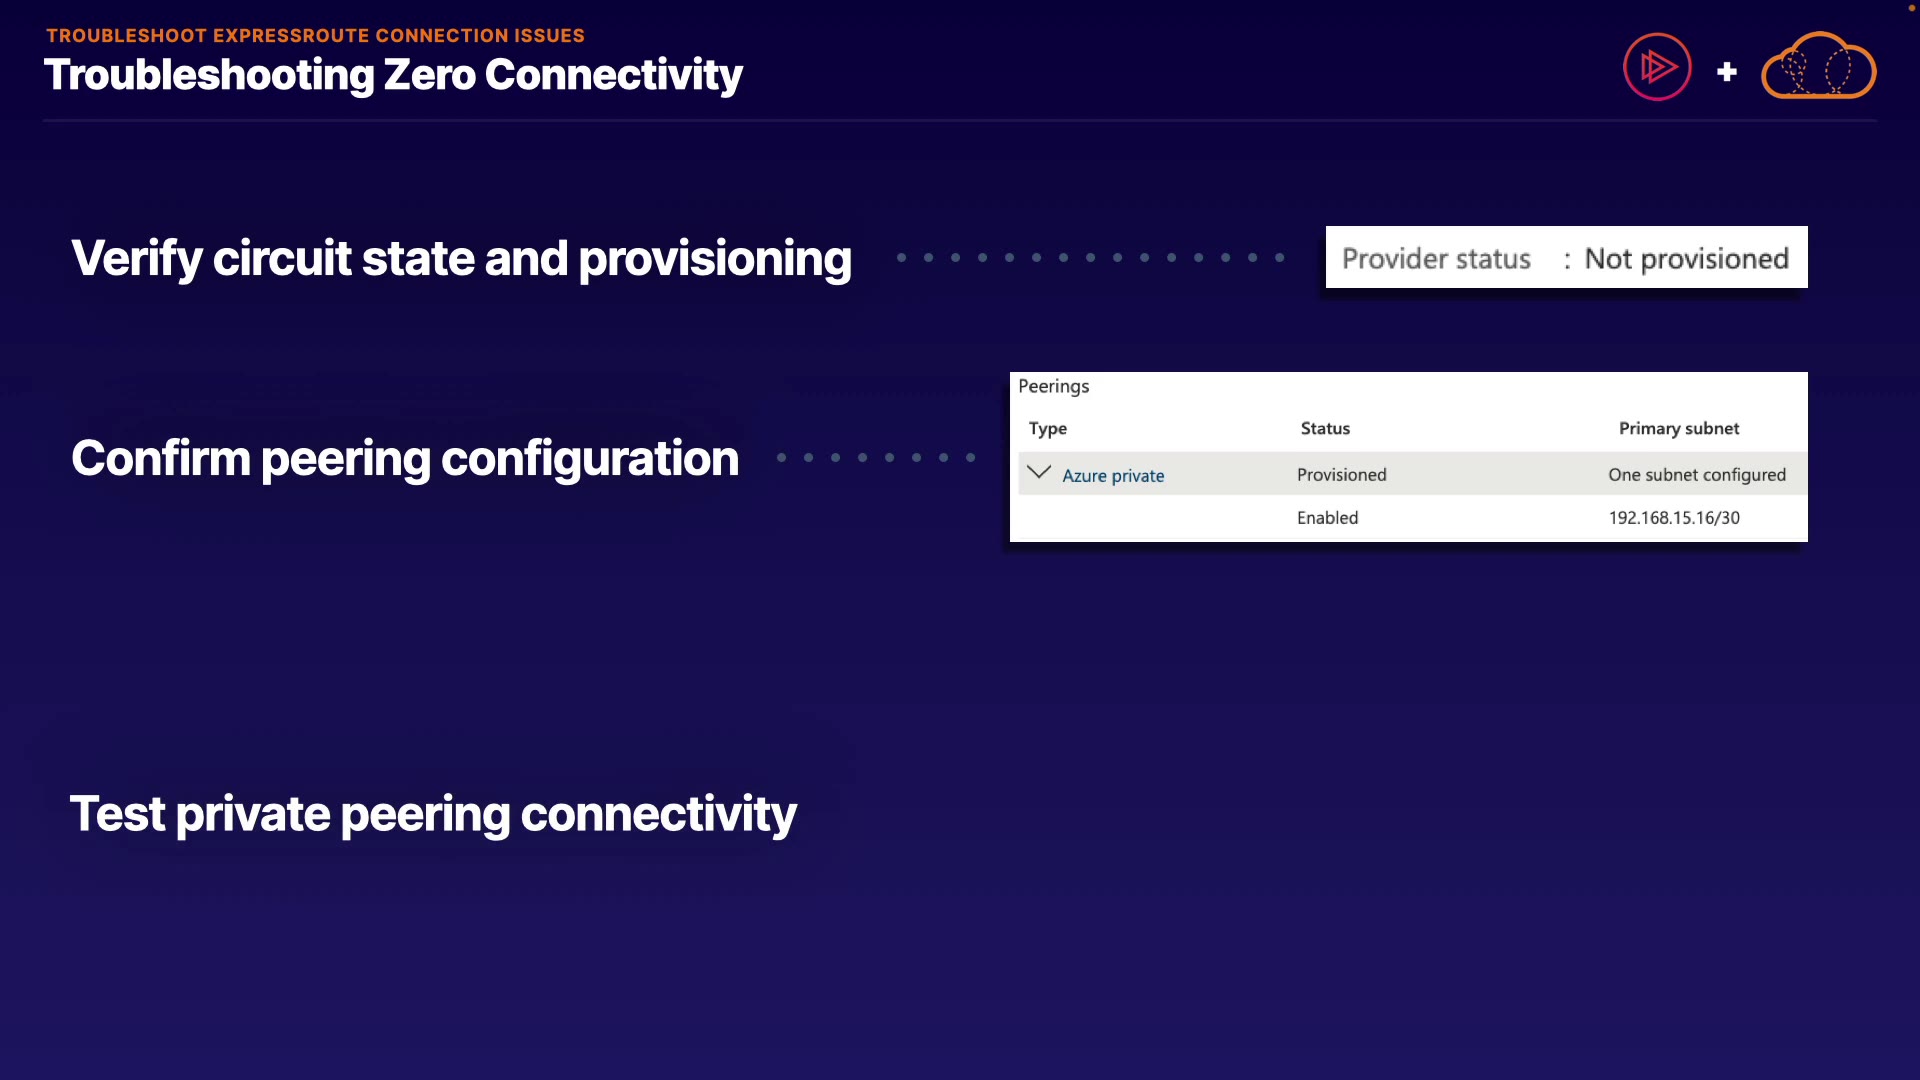 TROUBLESHOOT EXPRESSROUTE CONNECTION ISSUES
Troubleshooting Zero Connectivity
+
Verify circuit state and provisioning
Provider status : Not provisioned
Confirm peering configuration
Peerings
Type Status Primary subnet
Azure private Provisioned One subnet configured
Enabled 192.168.15.16/30
Test private peering connectivity